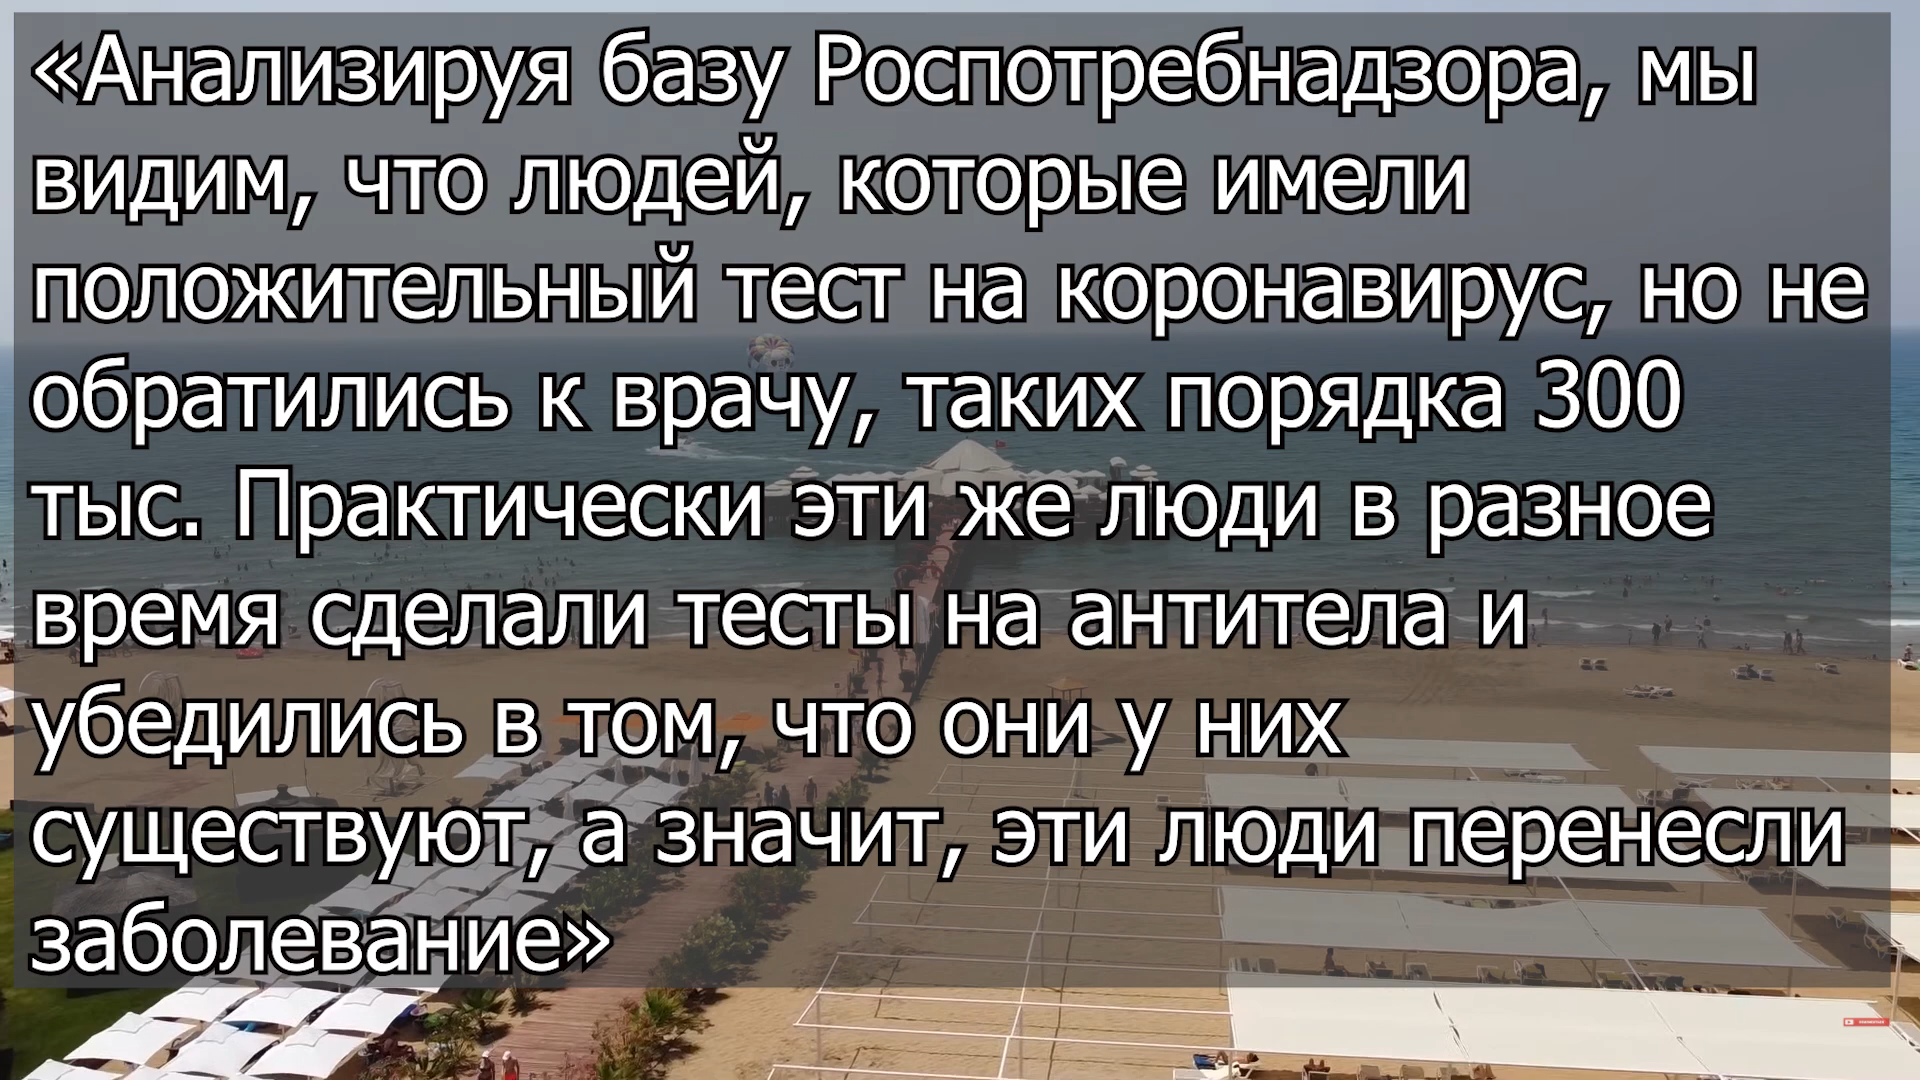 «Анализируя базу Роспотребнадзора, мы
видим, что людей, которые имели
положительный тест на коронавирус, но не
обратились к врачу, таких порядка 300
тыс. Практически эти же люди в разное
время сделали тесты на антитела и
убедились в том, что они у них
существуют, а значит, эти люди перенесли
заболевание»